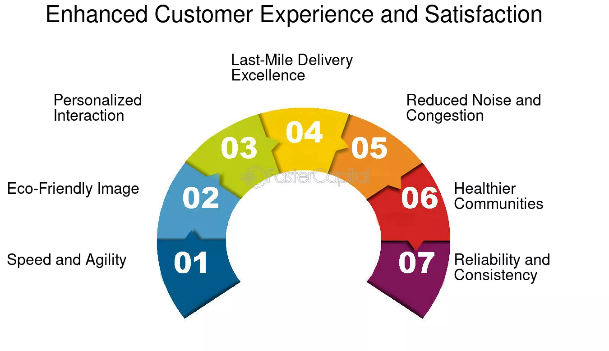 Enhanced Customer Experience and Satisfaction
Last-Mile Delivery
Excellence
Personalized
Interaction
Reduced Noise and
Congestion
Eco-Friendly Image
Healthier
Communities
Speed and Agility
Reliability and
Consistency
01
02
03
04
05
06
07
FasterCapital